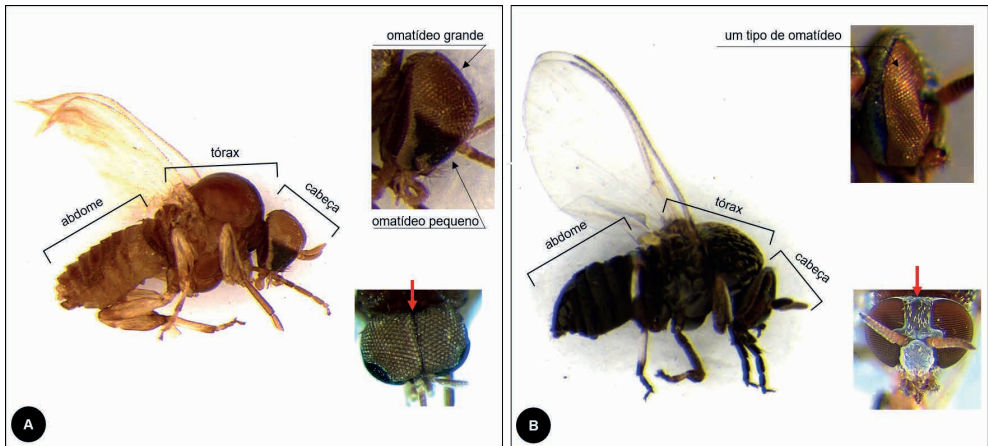 omatídeo grande
tórax
cabeça
abdome
omatídeo pequeno
A
um tipo de omatídeo
tórax
abdome
cabeça
B